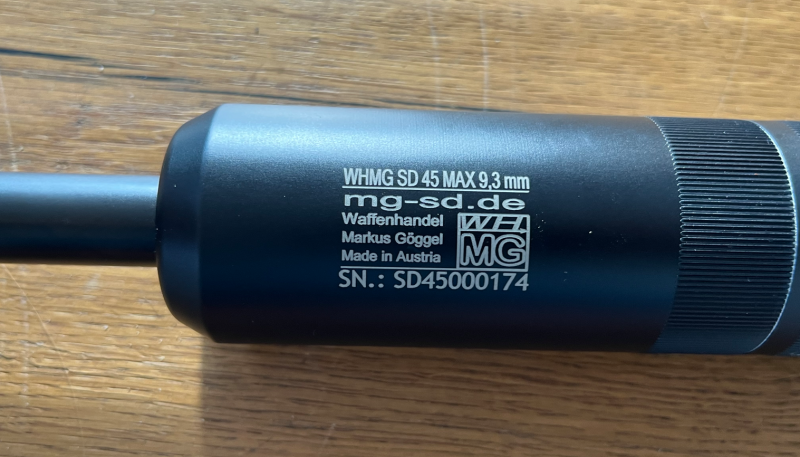 WHMG SD 45 MAX 9,3 mm
mg-sd.de
Waffenhandel
Markus Göggel
Made in Austria
WH
MG
SN.: SD45000174